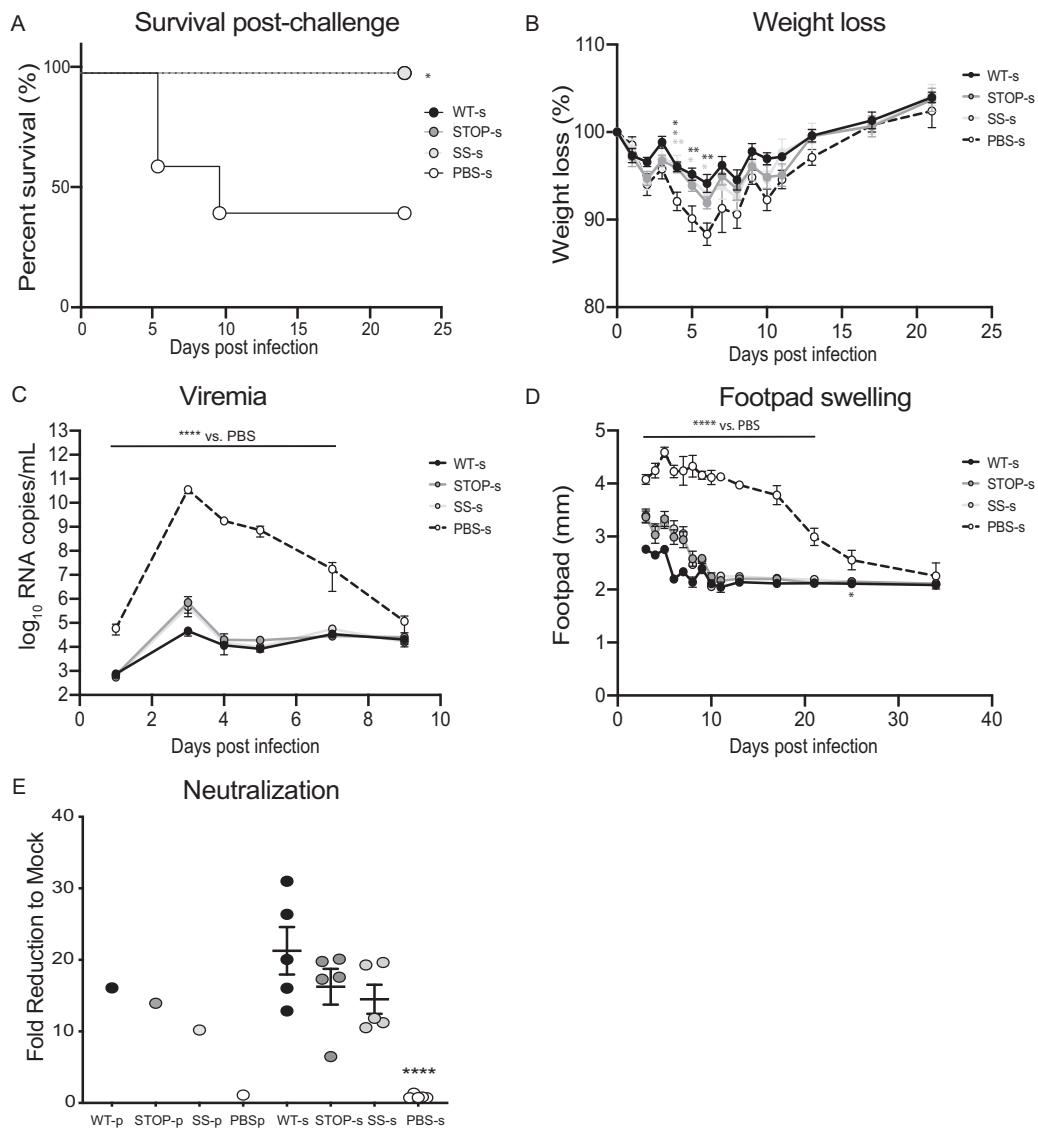 A Survival post-challenge
Percent survival (%)
100
50
0
0 5 10 15 20 25
Days post infection
*
WT-s
STOP-s
SS-s
PBS-s
B Weight loss
Weight loss (%)
110
100
90
80
0 5 10 15 20 25
Days post infection
*
*
*
**
**
*
**
*
WT-s
STOP-s
SS-s
PBS-s
C Viremia
log10 RNA copies/mL
**** vs. PBS
13
12
11
10
9
8
7
6
5
4
3
2
0 2 4 6 8 10
Days post infection
WT-s
STOP-s
SS-s
PBS-s
D Footpad swelling
Footpad (mm)
**** vs. PBS
5
4
3
2
1
0
0 10 20 30 40
Days post infection
*
WT-s
STOP-s
SS-s
PBS-s
E Neutralization
Fold Reduction to Mock
40
30
20
10
0
****
WT-p STOP-p SS-p PBSp WT-s STOP-s SS-s PBS-s